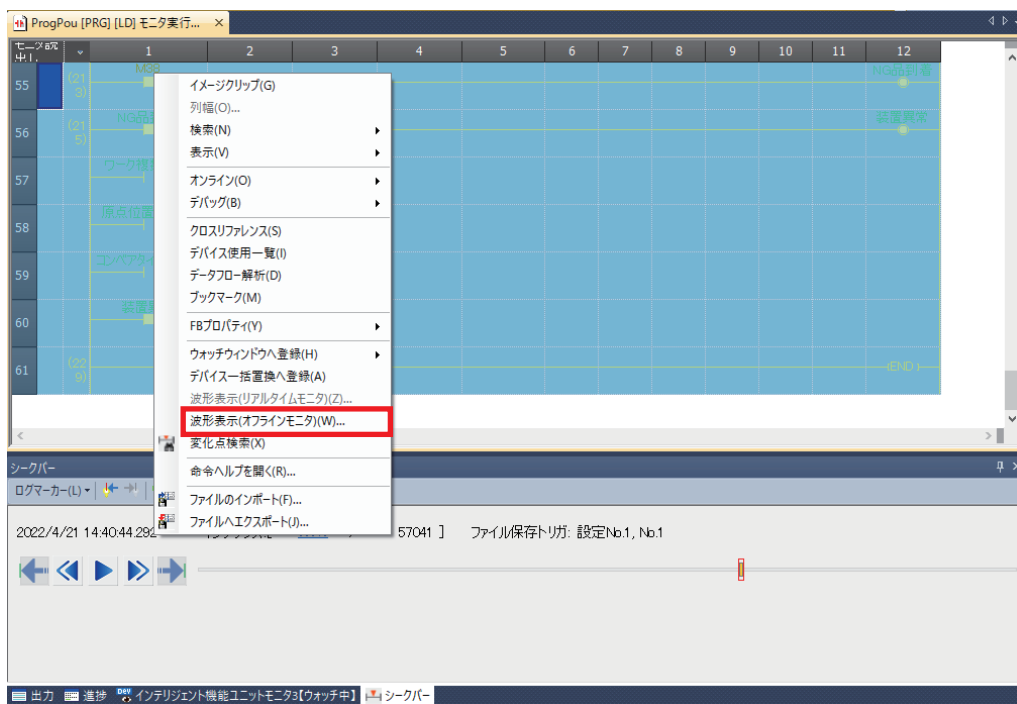 ProgPou [PRG] [LD] モニタ実行...
1 2 3 4 5 6 7 8 9 10 11 12
55 (213) M38 NG品到着
56 (215) 装置異常
57
58 原点位置
59
60
61 (229) (END)
イメージクリップ(G)
列幅(O)...
検索(N)
表示(V)
オンライン(O)
デバッグ(B)
クロスリファレンス(S)
デバイス使用一覧(I)
データフロー解析(D)
ブックマーク(M)
FBプロパティ(Y)
ウォッチウィンドウへ登録(H)
デバイス一括置換へ登録(A)
波形表示(リアルタイムモニタ)(Z)...
波形表示(オフラインモニタ)(W)...
変化点検索(X)
命令ヘルプを開く(R)...
ファイルのインポート(F)...
ファイルへエクスポート(J)...
シークバー
ログマーカー(L)
2022/4/21 14:40:44.292 57041 ] ファイル保存トリガ: 設定No.1, No.1
出力 進捗 インテリジェント機能ユニットモニタ3【ウォッチ中】 シークバー